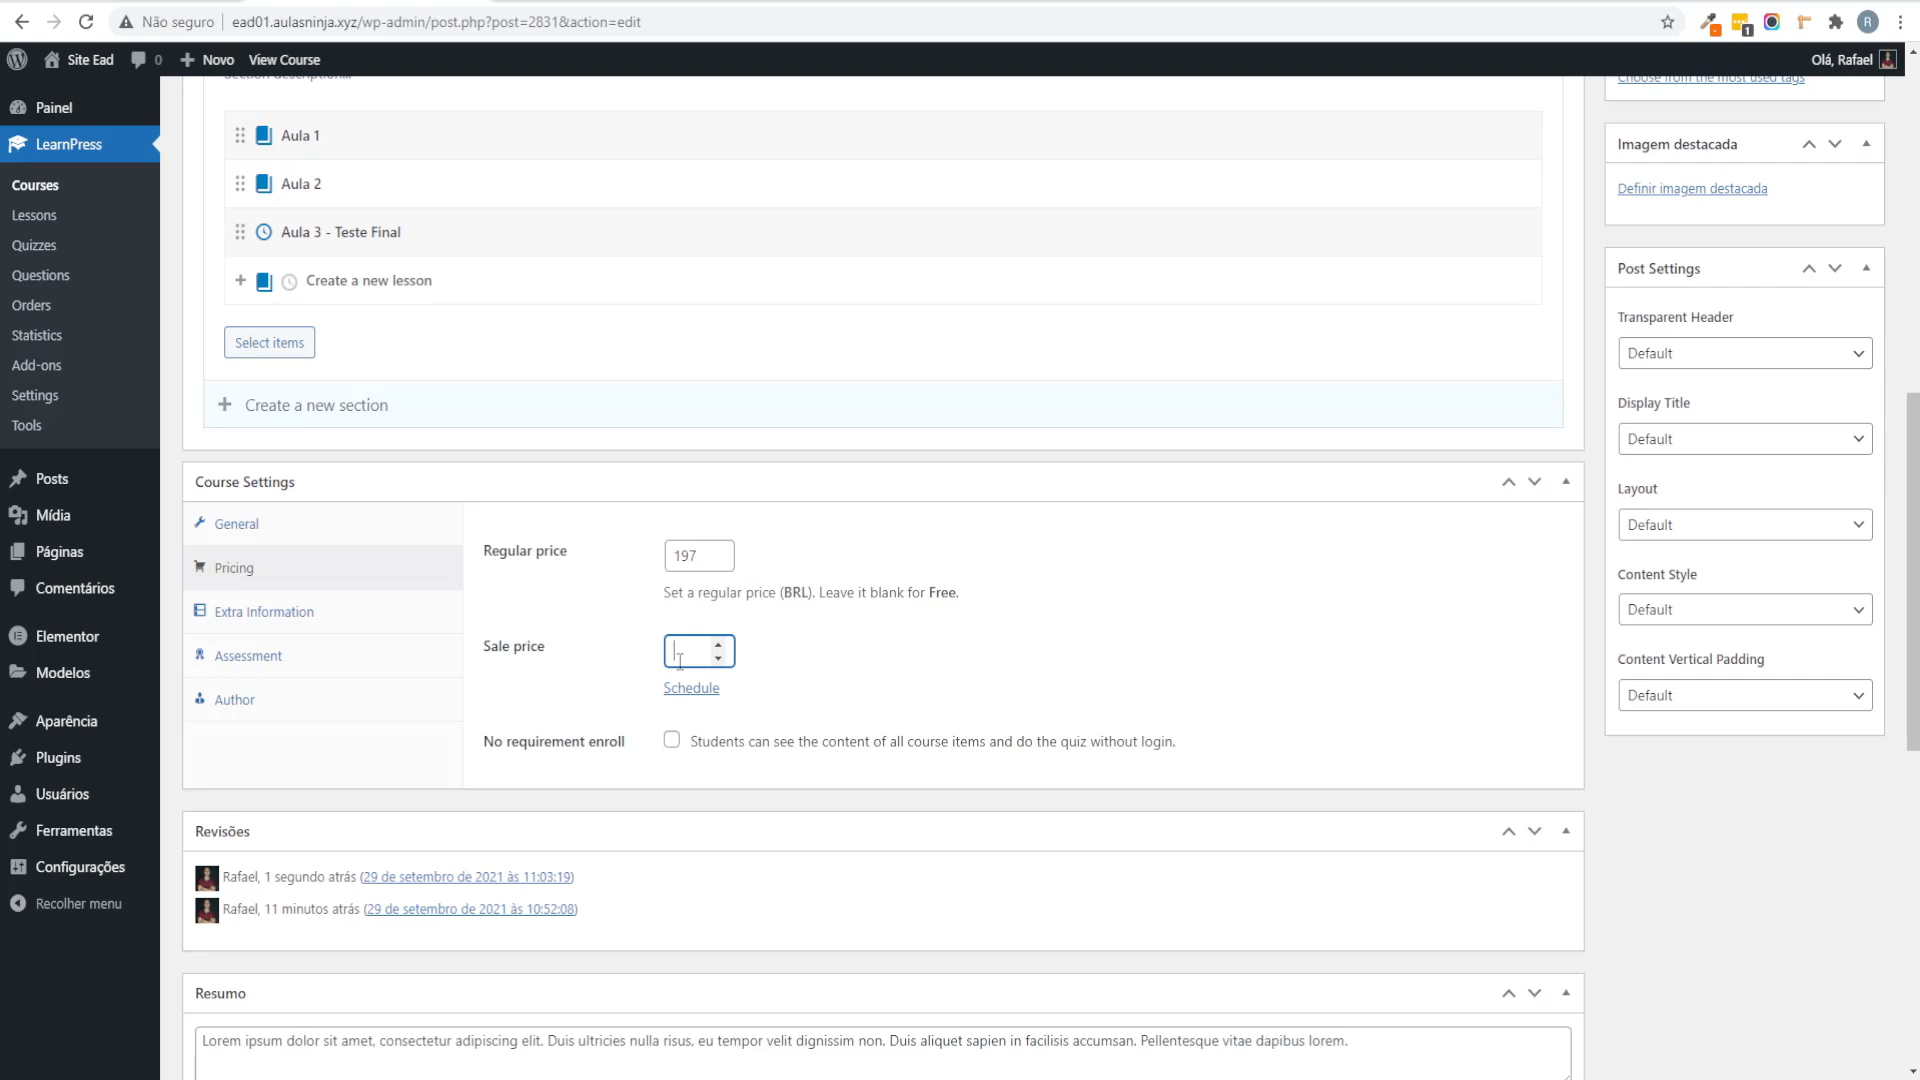 Não seguro
ead01.aulasninja.xyz/wp-admin/post.php?post=2831&action=edit
1
R
Site Ead
0
Novo
View Course
Olá, Rafael
Painel
LearnPress
Courses
Lessons
Quizzes
Questions
Orders
Statistics
Add-ons
Settings
Tools
Posts
Mídia
Páginas
Comentários
Elementor
Modelos
Aparência
Plugins
Usuários
Ferramentas
Configurações
Recolher menu
Section description...
Aula 1
Aula 2
Aula 3 - Teste Final
Create a new lesson
Select items
Create a new section
Course Settings
General
Pricing
Extra Information
Assessment
Author
Regular price
197
Set a regular price (BRL). Leave it blank for Free.
Sale price
Schedule
No requirement enroll
Students can see the content of all course items and do the quiz without login.
Revisões
Rafael, 1 segundo atrás (29 de setembro de 2021 às 11:03:19)
Rafael, 11 minutos atrás (29 de setembro de 2021 às 10:52:08)
Resumo
Lorem ipsum dolor sit amet, consectetur adipiscing elit. Duis ultricies nulla risus, eu tempor velit dignissim non. Duis aliquet sapien in facilisis accumsan. Pellentesque vitae dapibus lorem.
Choose from the most used tags
Imagem destacada
Definir imagem destacada
Post Settings
Transparent Header
Default
Display Title
Default
Layout
Default
Content Style
Default
Content Vertical Padding
Default